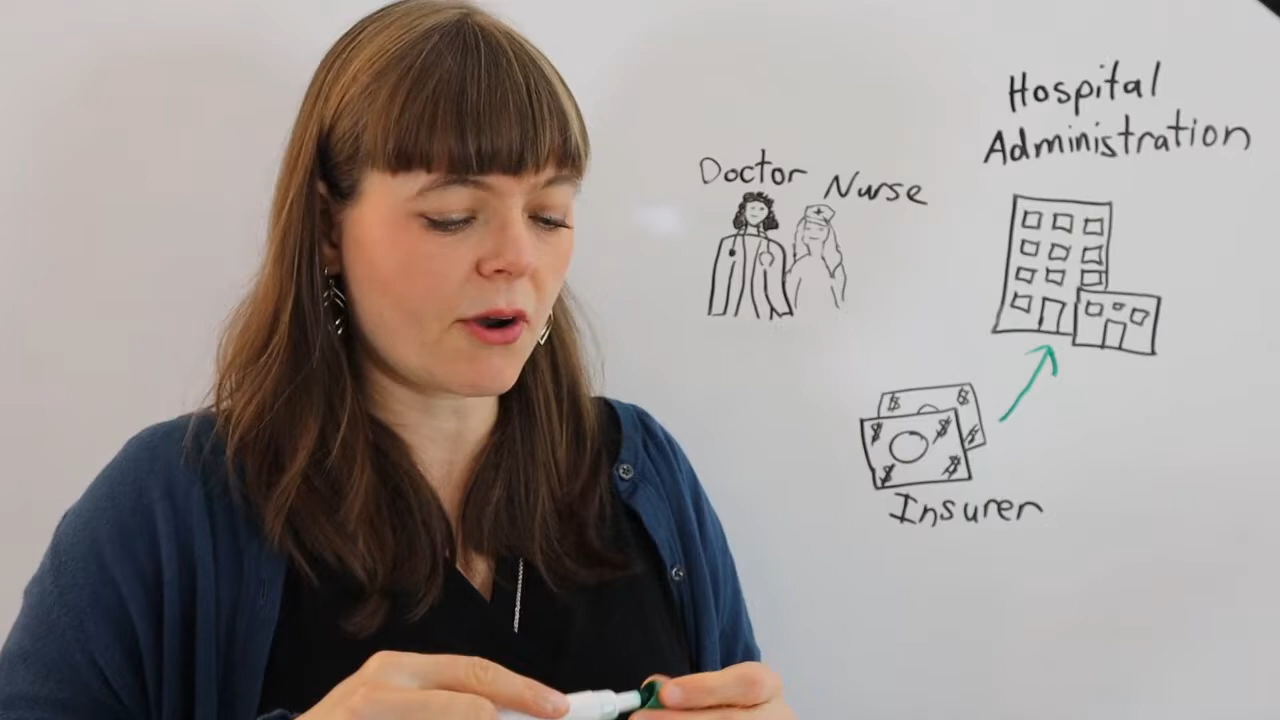 Hospital
Administration
Doctor Nurse
$ $
$ $ $
$ $
Insurer